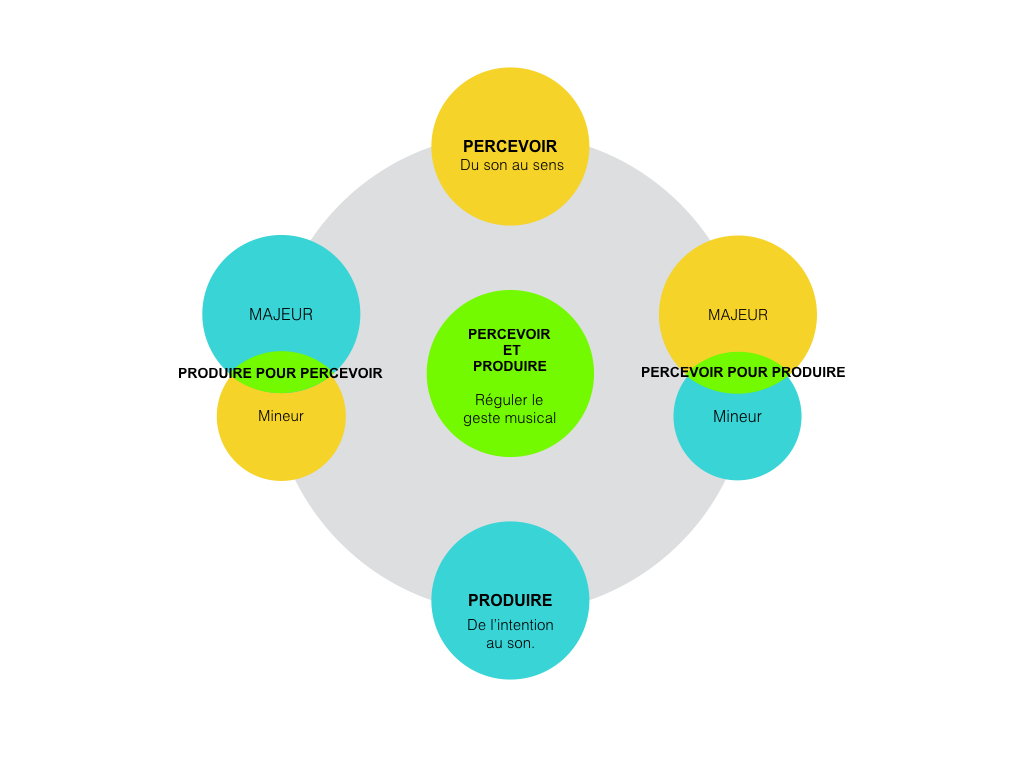 PERCEVOIR
Du son au sens
MAJEUR
PRODUIRE POUR PERCEVOIR
Mineur
PERCEVOIR
ET
PRODUIRE
Réguler le
geste musical
MAJEUR
PERCEVOIR POUR PRODUIRE
Mineur
PRODUIRE
De l'intention
au son.